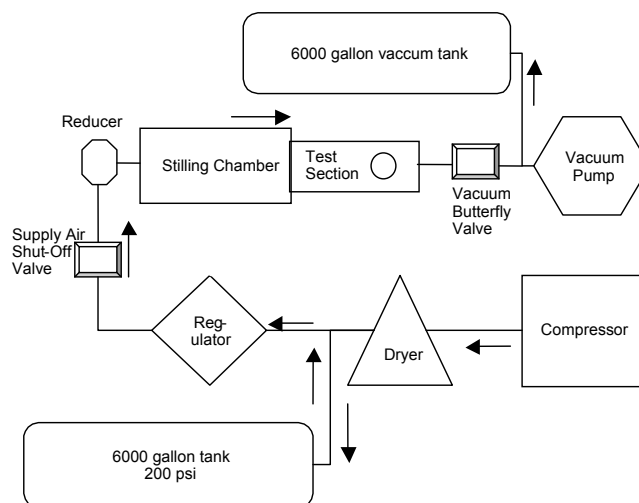 6000 gallon vaccum tank
Reducer
Stilling Chamber
Test
Section
Vacuum
Butterfly
Valve
Vacuum
Pump
Supply Air
Shut-Off
Valve
Reg-
ulator
Dryer
Compressor
6000 gallon tank
200 psi